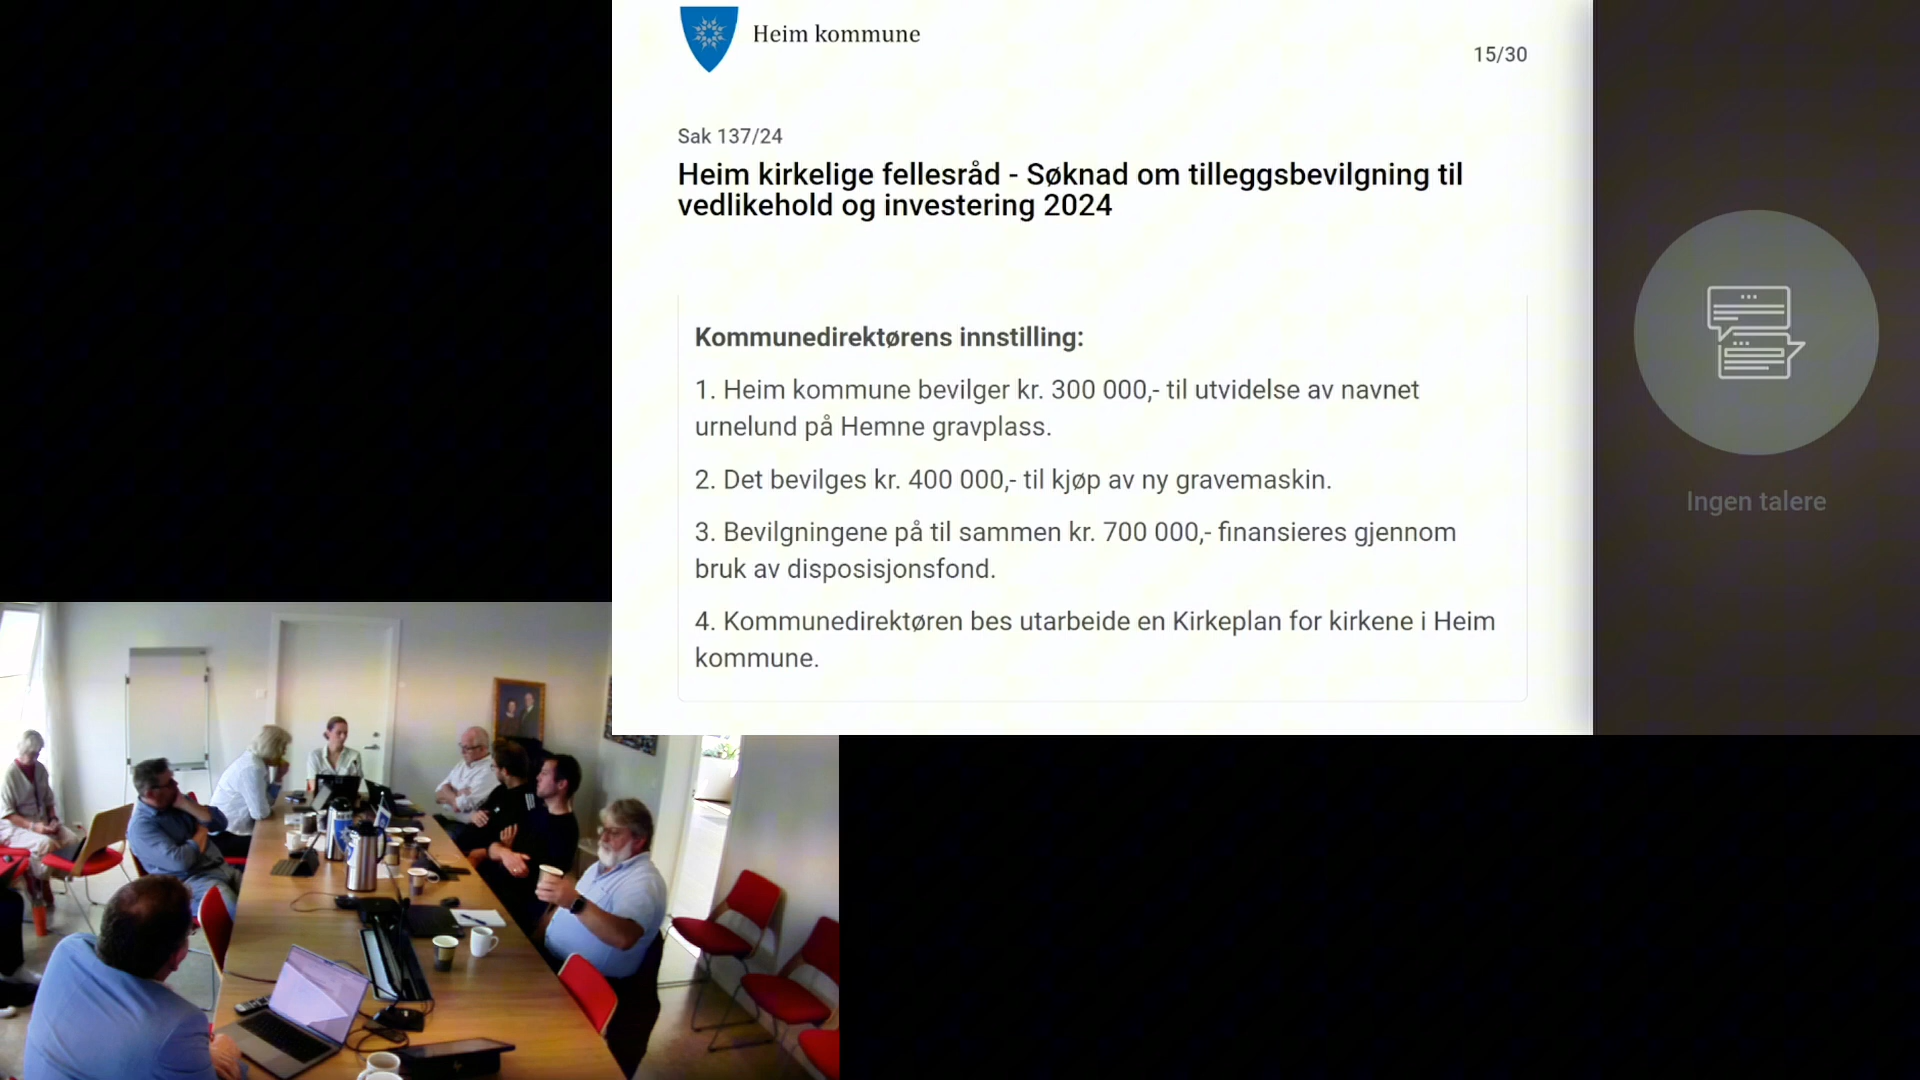 Heim kommune
15/30
Sak 137/24
Heim kirkelige fellesråd - Søknad om tilleggsbevilgning til
vedlikehold og investering 2024
Kommunedirektørens innstilling:
1. Heim kommune bevilger kr. 300 000,- til utvidelse av navnet
urnelund på Hemne gravplass.
2. Det bevilges kr. 400 000,- til kjøp av ny gravemaskin.
3. Bevilgningene på til sammen kr. 700 000,- finansieres gjennom
bruk av disposisjonsfond.
4. Kommunedirektøren bes utarbeide en Kirkeplan for kirkene i Heim
kommune.
Ingen talere